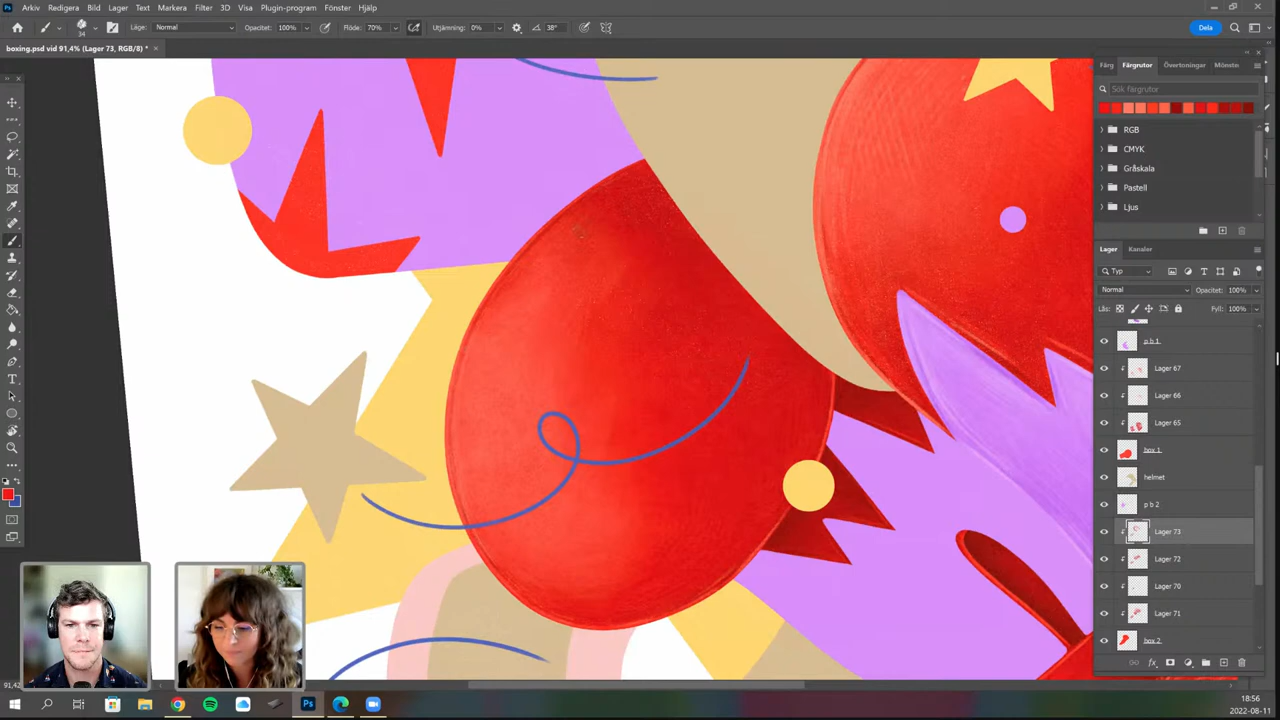 Arkiv Redigera Bild Lager Text Markera Filter 3D Visa Plugin-program Fönster Hjälp
34 Läge: Normal Opacitet: 100% Flöde: 70% Utjämning: 0% 38° Dela
boxing.psd vid 91,4% (Lager 73, RGB/8) *
Färg Färgrutor Övertoningar Mönste
Sök färgrutor
RGB
CMYK
Gråskala
Pastell
Ljus
Lager Kanaler
Typ
Normal Opacitet: 100%
Lås: Fyll: 100%
p b 1
Lager 67
Lager 66
Lager 65
box 1
helmet
p b 2
Lager 73
Lager 72
Lager 70
Lager 71
box 2
91,42
18:56
2022-08-11